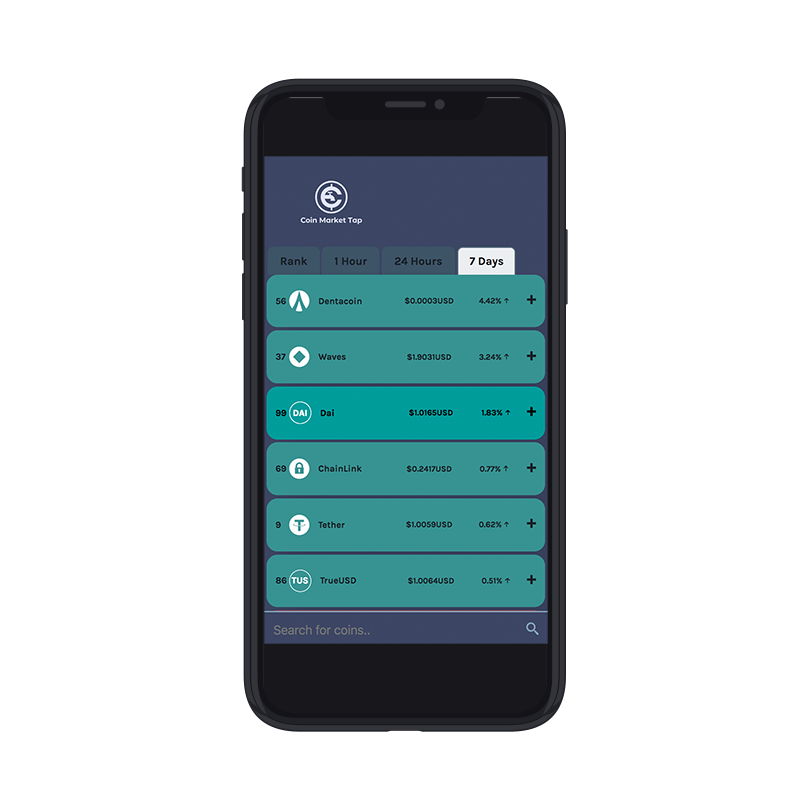 Coin Market Tap
Rank 1 Hour 24 Hours 7 Days
56 Dentacoin $0.0003USD 4.42% ↑ +
37 Waves $1.9031USD 3.24% ↑ +
99 DAI Dai $1.0165USD 1.83% ↑ +
69 ChainLink $0.2417USD 0.77% ↑ +
9 Tether $1.0059USD 0.62% ↑ +
86 TUS TrueUSD $1.0064USD 0.51% ↑ +
Search for coins..